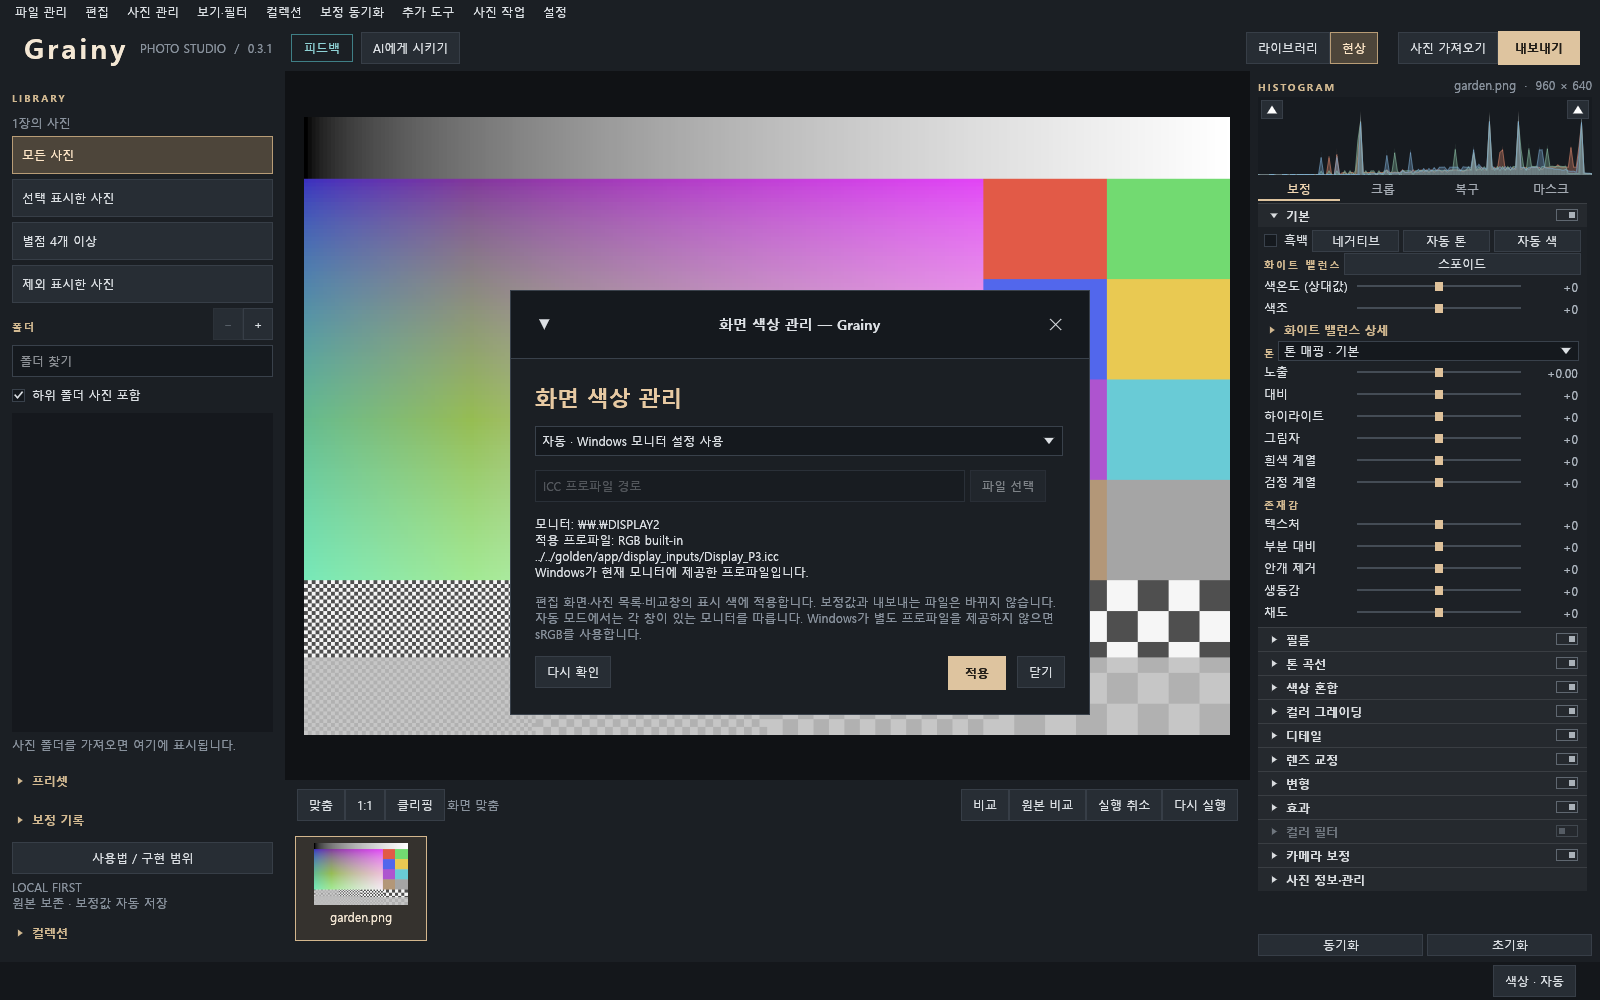 파일 관리 편집 사진 관리 보기·필터 컬렉션 보정 동기화 추가 도구 사진 작업 설정
Grainy PHOTO STUDIO / 0.3.1 피드백 AI에게 시키기 라이브러리 현상 사진 가져오기 내보내기
LIBRARY
1장의 사진
모든 사진
선택 표시한 사진
별점 4개 이상
제외 표시한 사진
폴더 − +
폴더 찾기
하위 폴더 사진 포함
사진 폴더를 가져오면 여기에 표시됩니다.
프리셋
보정 기록
사용법 / 구현 범위
LOCAL FIRST
원본 보존 · 보정값 자동 저장
컬렉션
화면 색상 관리 — Grainy
화면 색상 관리
자동 · Windows 모니터 설정 사용
ICC 프로파일 경로 파일 선택
모니터: ₩₩.₩DISPLAY2
적용 프로파일: RGB built-in
../../golden/app/display_inputs/Display_P3.icc
Windows가 현재 모니터에 제공한 프로파일입니다.
편집 화면·사진 목록·비교창의 표시 색에 적용합니다. 보정값과 내보내는 파일은 바뀌지 않습니다.
자동 모드에서는 각 창이 있는 모니터를 따릅니다. Windows가 별도 프로파일을 제공하지 않으면
sRGB를 사용합니다.
다시 확인 적용 닫기
맞춤 1:1 클리핑 화면 맞춤 비교 원본 비교 실행 취소 다시 실행
garden.png
HISTOGRAM garden.png · 960 × 640
보정 크롭 복구 마스크
기본
흑백 네거티브 자동 톤 자동 색
화이트 밸런스 스포이드
색온도 (상대값) +0
색조 +0
화이트 밸런스 상세
톤 톤 매핑 · 기본
노출 +0.00
대비 +0
하이라이트 +0
그림자 +0
흰색 계열 +0
검정 계열 +0
존재감
텍스처 +0
부분 대비 +0
안개 제거 +0
생동감 +0
채도 +0
필름
톤 곡선
색상 혼합
컬러 그레이딩
디테일
렌즈 교정
변형
효과
컬러 필터
카메라 보정
사진 정보·관리
동기화 초기화
색상 · 자동